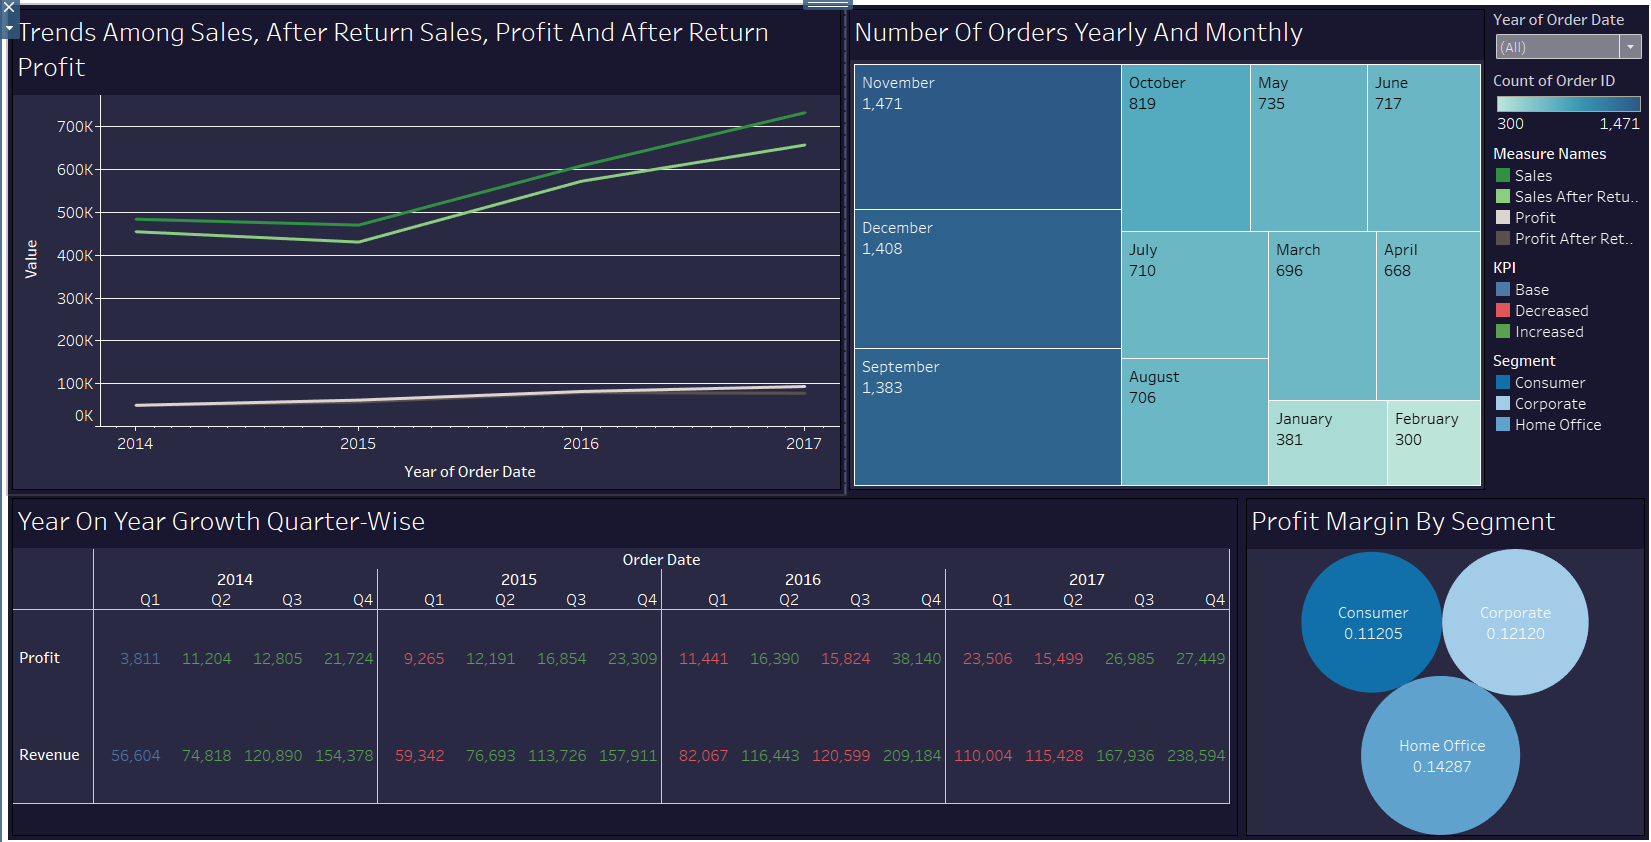 Trends Among Sales, After Return Sales, Profit And After Return
Profit
700K
600K
500K
400K
300K
200K
100K
0K
Value
2014 2015 2016 2017
Year of Order Date
Number Of Orders Yearly And Monthly
November
1,471
December
1,408
September
1,383
October
819
May
735
June
717
July
710
August
706
March
696
April
668
January
381
February
300
Year of Order Date
(All)
Count of Order ID
300 1,471
Measure Names
Sales
Sales After Retu..
Profit
Profit After Ret..
KPI
Base
Decreased
Increased
Segment
Consumer
Corporate
Home Office
Year On Year Growth Quarter-Wise
Order Date
2014 2015 2016 2017
Q1 Q2 Q3 Q4 Q1 Q2 Q3 Q4 Q1 Q2 Q3 Q4 Q1 Q2 Q3 Q4
Profit 3,811 11,204 12,805 21,724 9,265 12,191 16,854 23,309 11,441 16,390 15,824 38,140 23,506 15,499 26,985 27,449
Revenue 56,604 74,818 120,890 154,378 59,342 76,693 113,726 157,911 82,067 116,443 120,599 209,184 110,004 115,428 167,936 238,594
Profit Margin By Segment
Consumer
0.11205
Corporate
0.12120
Home Office
0.14287